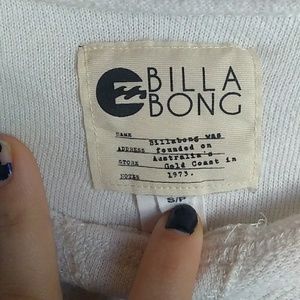 BILLA
BONG
NAME Billabong was
ADDRESS founded on
STORE Australia's
Gold Coast in
NOTES 1973.
S/P